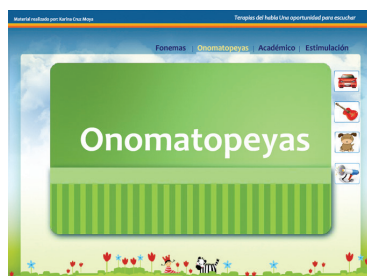 Material realizado por: Karina Cruz Moya
Terapias del habla Una oportunidad para escuchar
Fonemas | Onomatopeyas | Académico | Estimulación
Onomatopeyas